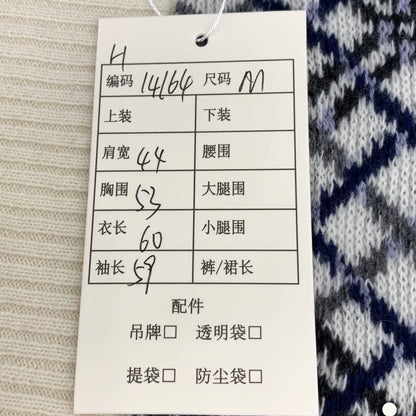 H
编码 14164 尺码 M
上装 下装
肩宽 44 腰围
胸围 53 大腿围
衣长 60 小腿围
袖长 59 裤/裙长
配件
吊牌□ 透明袋□
提袋□ 防尘袋□